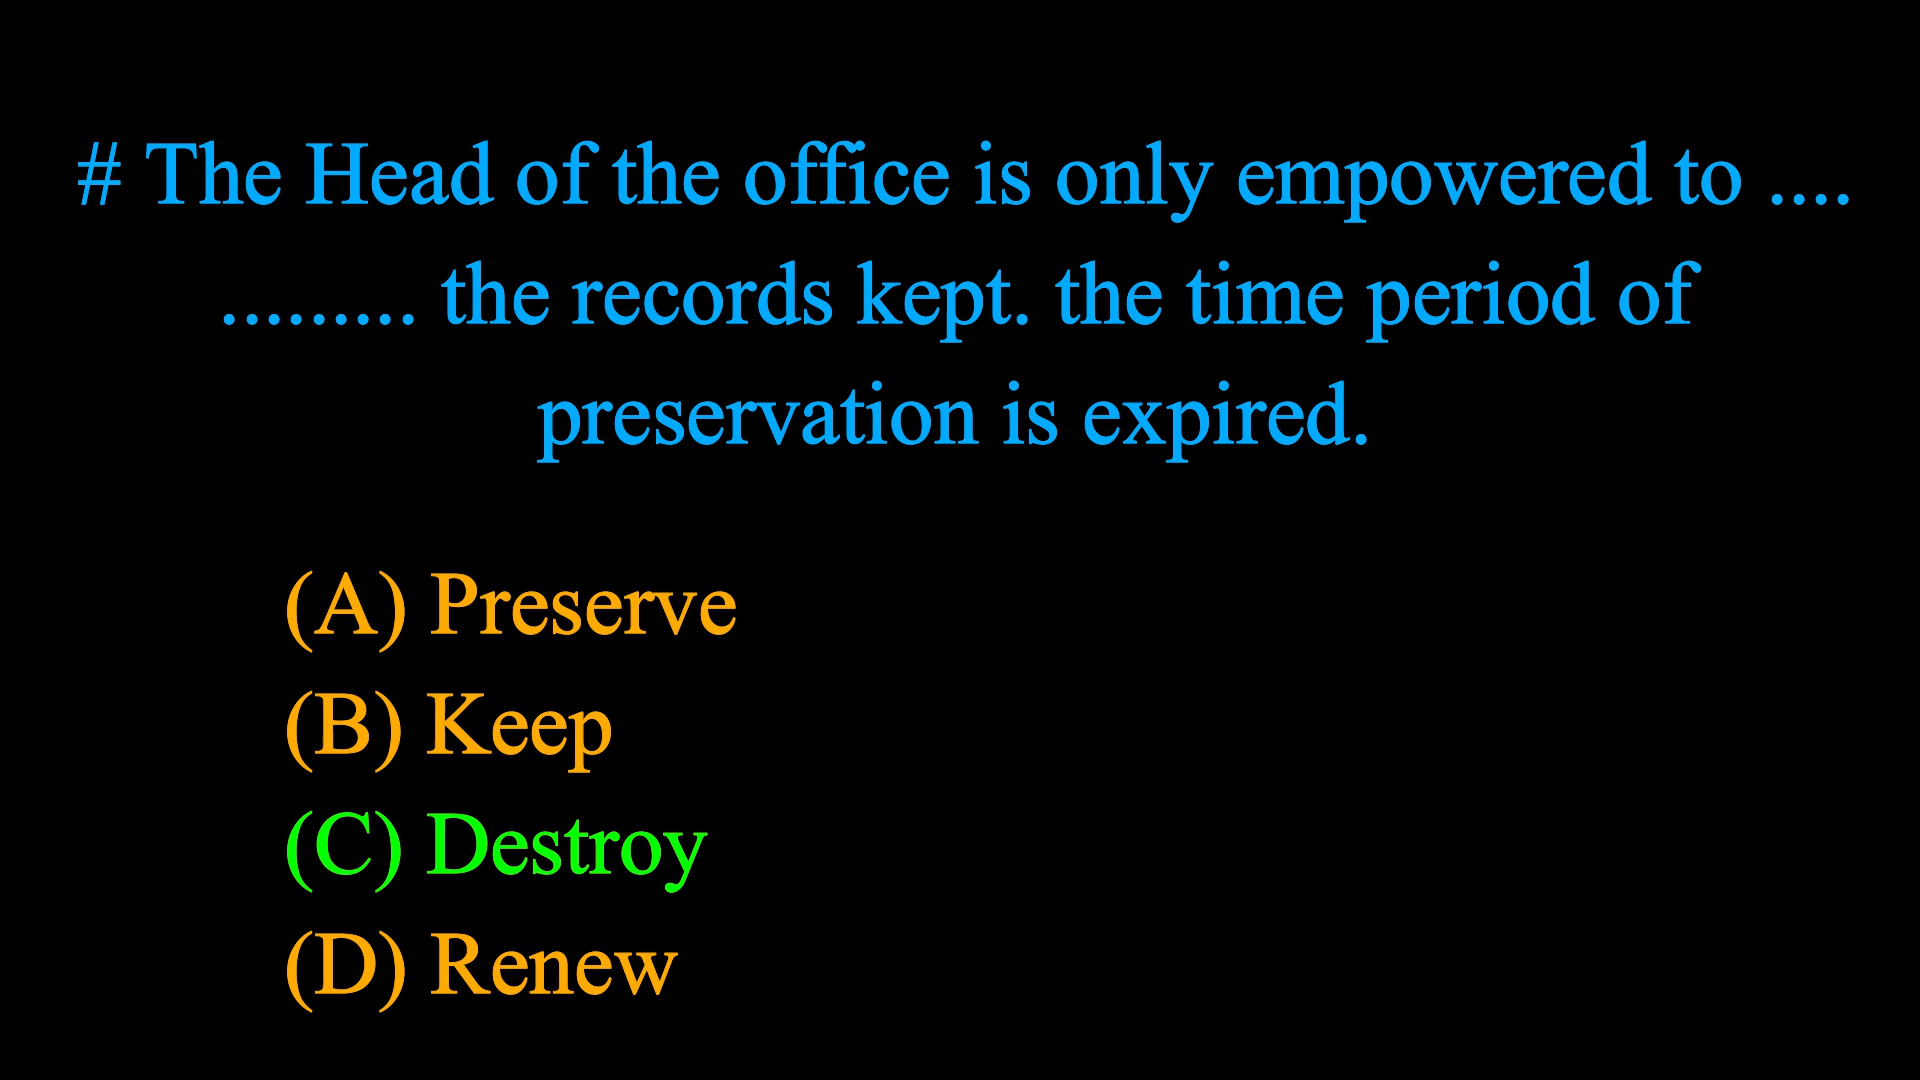 # The Head of the office is only empowered to ....
......... the records kept. the time period of
preservation is expired.
(A) Preserve
(B) Keep
(C) Destroy
(D) Renew